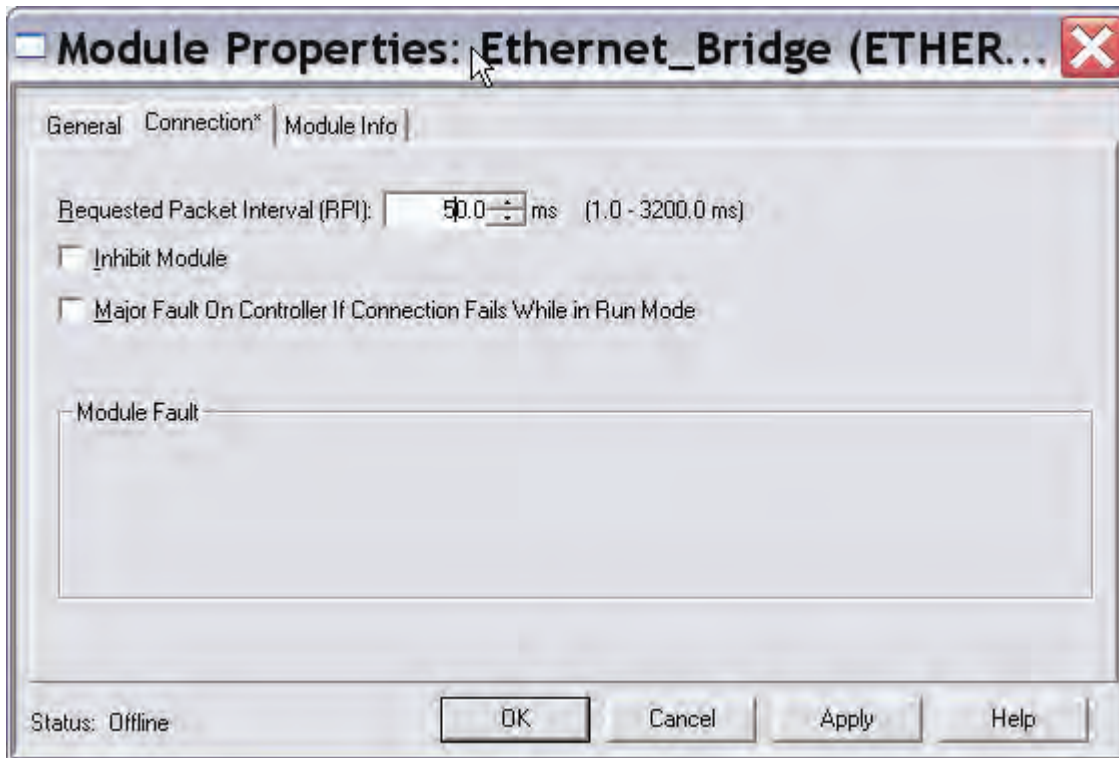 Module Properties: Ethernet_Bridge (ETHER...
General Connection* Module Info
Requested Packet Interval (RPI): 50.0 ms (1.0 - 3200.0 ms)
Inhibit Module
Major Fault On Controller If Connection Fails While in Run Mode
Module Fault
Status: Offline OK Cancel Apply Help